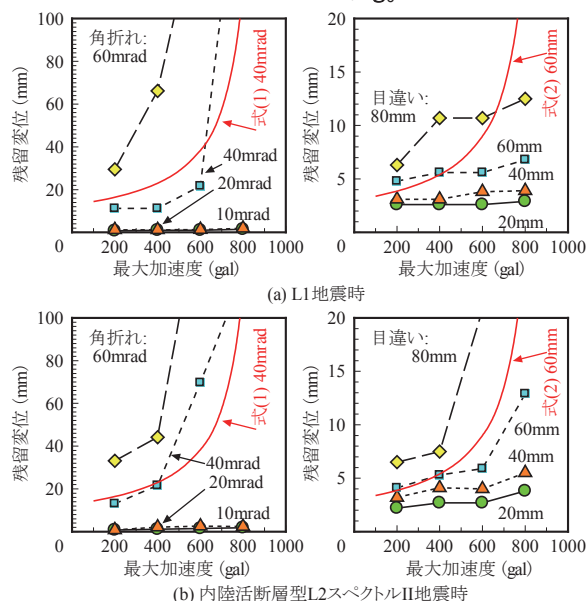 角折れ:
60mrad
式(1) 40mrad
40mrad
20mrad
10mrad
残留変位 (mm)
100
80
60
40
20
0
200 400 600 800 1000
最大加速度 (gal)
目違い:
80mm
式(2) 60mm
60mm
40mm
20mm
残留変位 (mm)
20
15
10
5
0
200 400 600 800 1000
最大加速度 (gal)
(a) L1地震時
角折れ:
60mrad
式(1) 40mrad
40mrad
20mrad
10mrad
残留変位 (mm)
100
80
60
40
20
0
200 400 600 800 1000
最大加速度 (gal)
目違い:
80mm
式(2) 60mm
60mm
40mm
20mm
残留変位 (mm)
20
15
10
5
0
200 400 600 800 1000
最大加速度 (gal)
(b) 内陸活断層型L2スペクトルII地震時